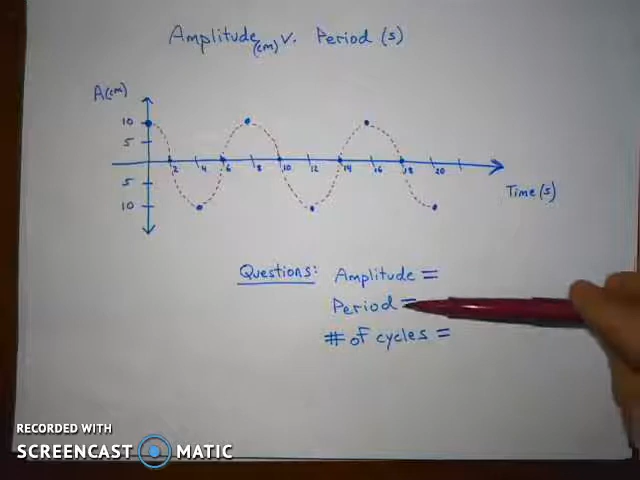 Amplitude (cm) v. Period (s)
A(cm)
10
5
2 4 6 8 10 12 14 16 18 20
5
10
Time (s)
Questions: Amplitude =
Period =
# of cycles =
RECORDED WITH
SCREENCAST MATIC